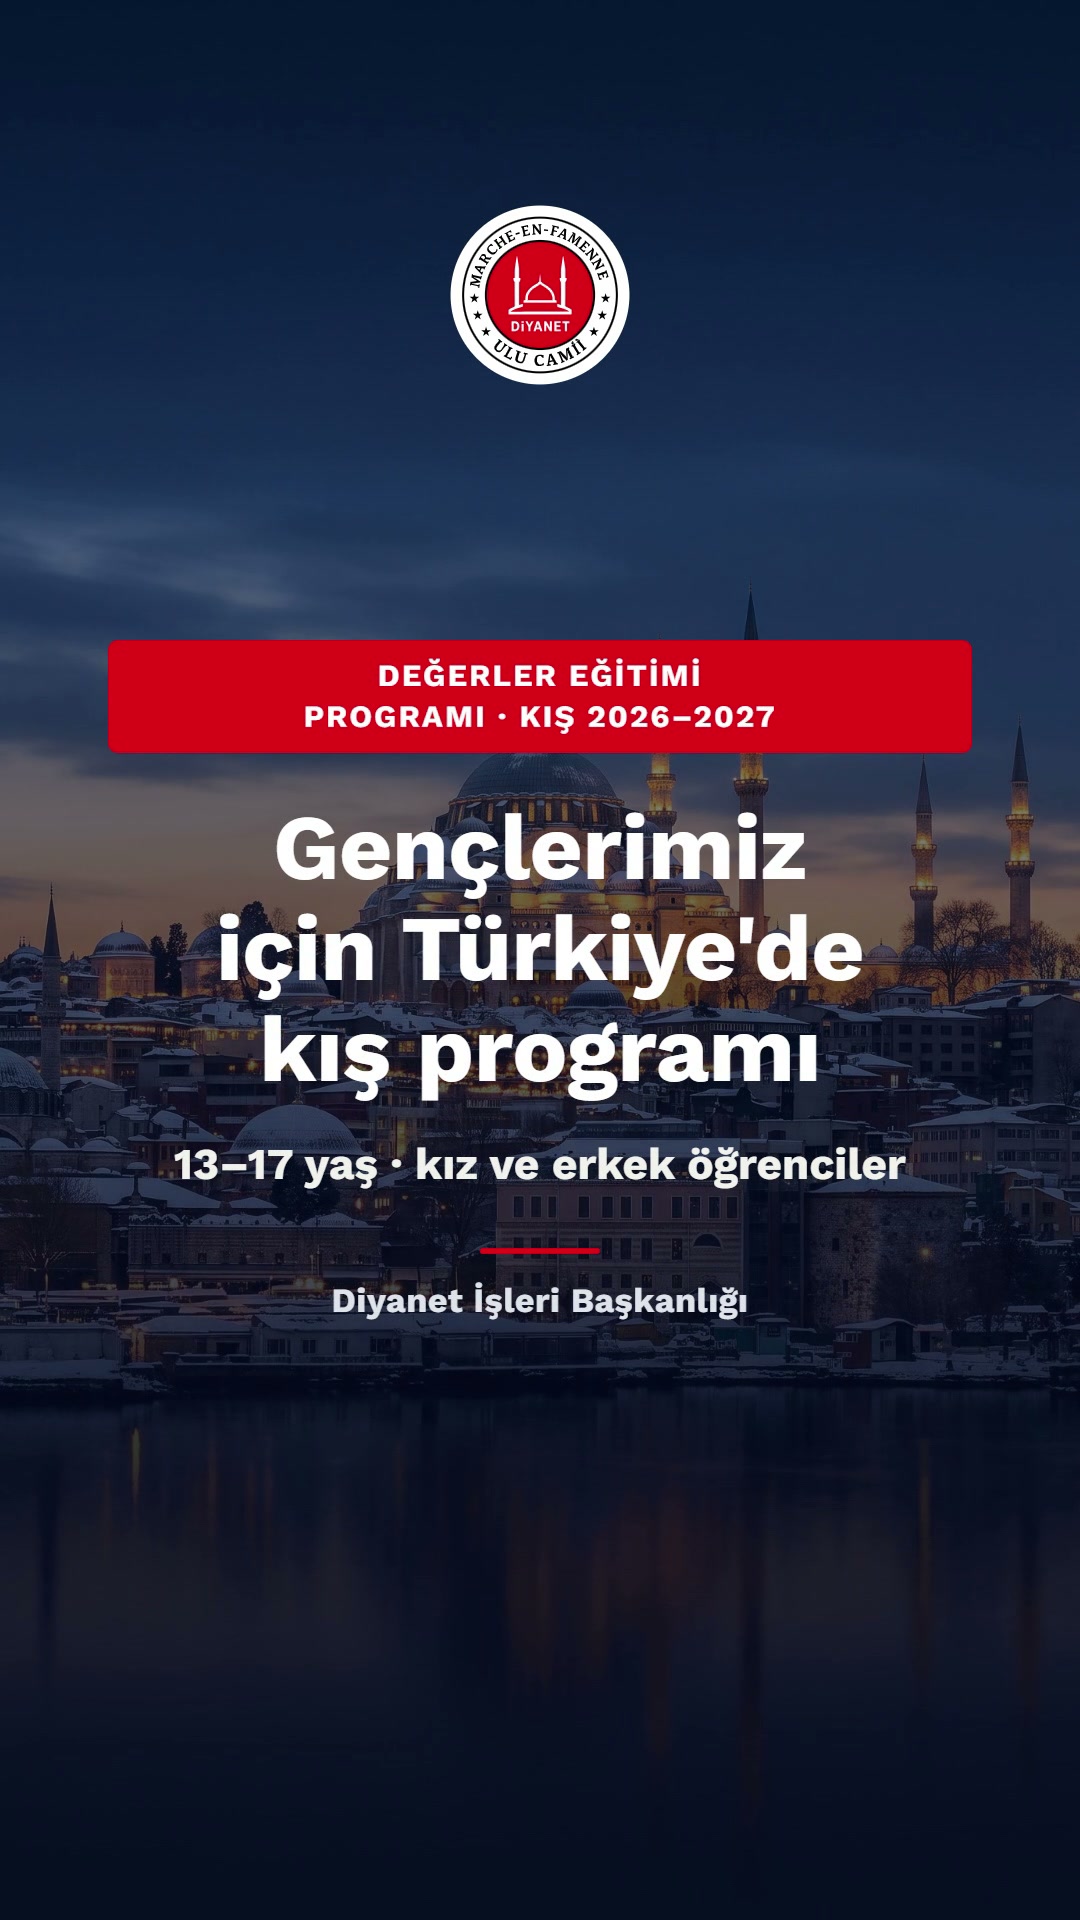 MARCHE-EN-FAMENNE
DİYANET
ULU CAMİİ
DEĞERLER EĞİTİMİ
PROGRAMI · KIŞ 2026–2027
Gençlerimiz
için Türkiye'de
kış programı
13–17 yaş · kız ve erkek öğrenciler
Diyanet İşleri Başkanlığı